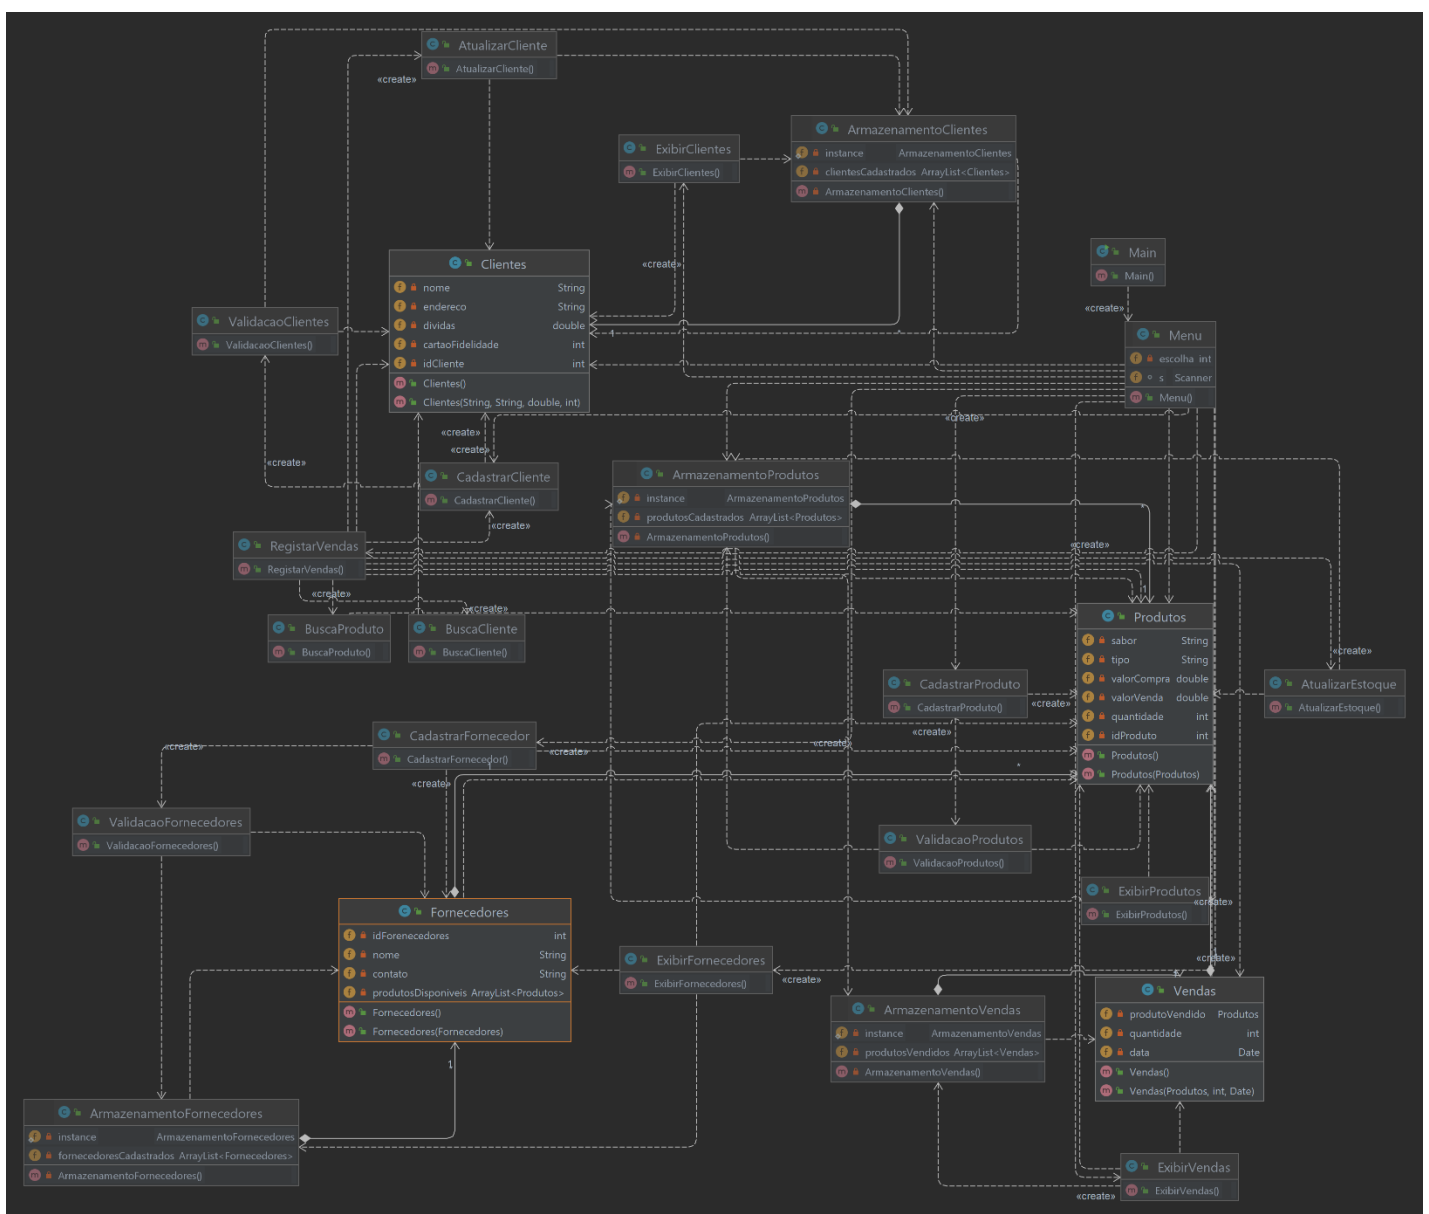 AtualizarCliente
AtualizarCliente()
«create»
ArmazenamentoClientes
instance ArmazenamentoClientes
clientesCadastrados ArrayList<Clientes>
ArmazenamentoClientes()
ExibirClientes
ExibirClientes()
«create»
Clientes
nome String
endereco String
dividas double
cartaoFidelidade int
idCliente int
Clientes()
Clientes(String, String, double, int)
1
*
Main
Main()
«create»
Menu
escolha int
s Scanner
Menu()
«create»
ValidacaoClientes
ValidacaoClientes()
«create»
«create»
«create»
CadastrarCliente
CadastrarCliente()
«create»
ArmazenamentoProdutos
instance ArmazenamentoProdutos
produtosCadastrados ArrayList<Produtos>
ArmazenamentoProdutos()
*
1
«create»
RegistarVendas
RegistarVendas()
«create»
«create»
BuscaProduto
BuscaProduto()
BuscaCliente
BuscaCliente()
Produtos
sabor String
tipo String
valorCompra double
valorVenda double
quantidade int
idProduto int
Produtos()
Produtos(Produtos)
«create»
AtualizarEstoque
AtualizarEstoque()
CadastrarProduto
CadastrarProduto()
«create»
«create»
CadastrarFornecedor
CadastrarFornecedor()
«create»
«create»
«create»
«create»
1
*
ValidacaoFornecedores
ValidacaoFornecedores()
ValidacaoProdutos
ValidacaoProdutos()
ExibirProdutos
ExibirProdutos()
«create»
Fornecedores
idForenecedores int
nome String
contato String
produtosDisponiveis ArrayList<Produtos>
Fornecedores()
Fornecedores(Fornecedores)
1
ExibirFornecedores
ExibirFornecedores()
«create»
«create»
ArmazenamentoVendas
instance ArmazenamentoVendas
produtosVendidos ArrayList<Vendas>
ArmazenamentoVendas()
Vendas
produtoVendido Produtos
quantidade int
data Date
Vendas()
Vendas(Produtos, int, Date)
ArmazenamentoFornecedores
instance ArmazenamentoFornecedores
fornecedoresCadastrados ArrayList<Fornecedores>
ArmazenamentoFornecedores()
ExibirVendas
ExibirVendas()
«create»